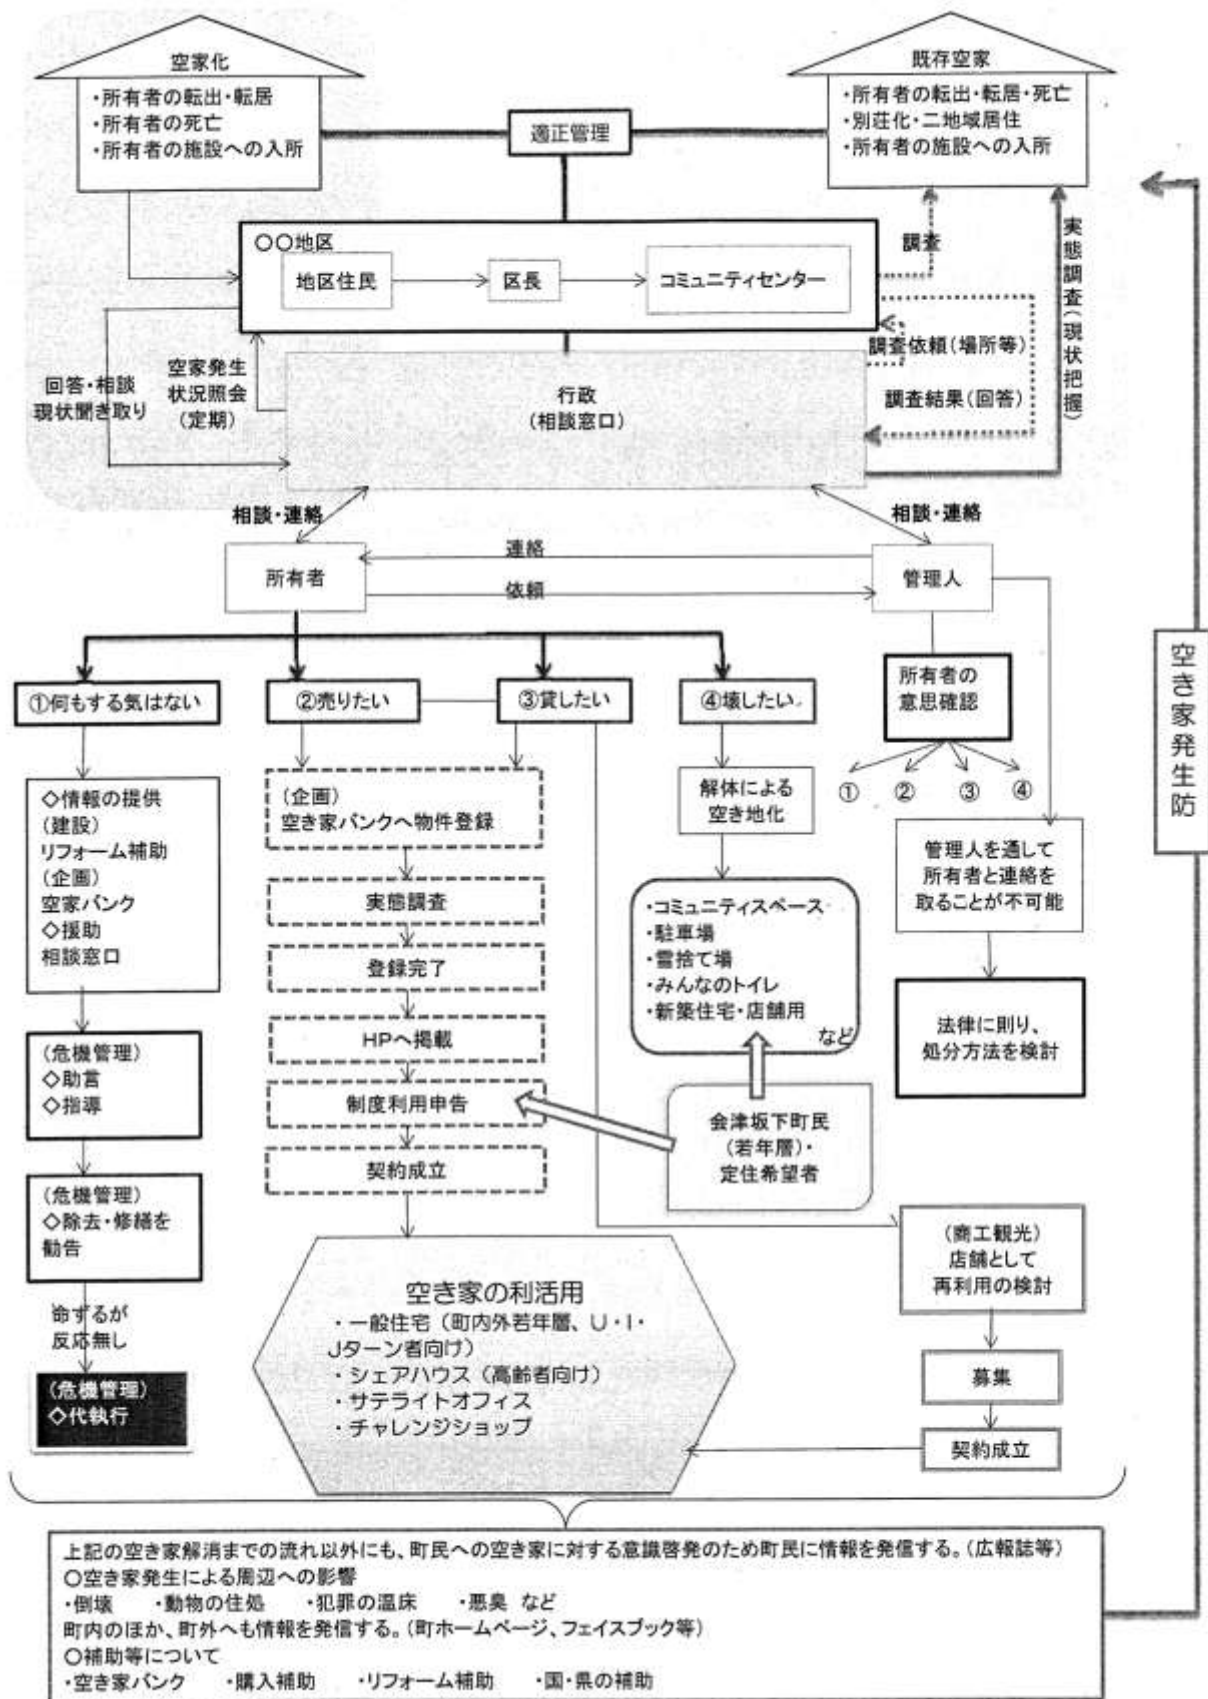 空家化
・所有者の転出・転居
・所有者の死亡
・所有者の施設への入所
適正管理
既存空家
・所有者の転出・転居・死亡
・別荘化・二地域居住
・所有者の施設への入所
〇〇地区
地区住民
区長
コミュニティセンター
調査
実態調査(現状把握)
調査依頼(場所等)
調査結果(回答)
回答・相談
現状聞き取り
空家発生
状況照会
(定期)
行政
(相談窓口)
相談・連絡
相談・連絡
所有者
連絡
依頼
管理人
空き家発生防
①何もする気はない
②売りたい
③貸したい
④壊したい
所有者の
意思確認
①
②
③
④
◇情報の提供
(建設)
リフォーム補助
(企画)
空家バンク
◇援助
相談窓口
(企画)
空き家バンクへ物件登録
実態調査
登録完了
HPへ掲載
制度利用申告
契約成立
解体による
空き地化
・コミュニティスペース
・駐車場
・雪捨て場
・みんなのトイレ
・新築住宅・店舗用
など
管理人を通して
所有者と連絡を
取ることが不可能
法律に則り、
処分方法を検討
(危機管理)
◇助言
◇指導
会津坂下町民
(若年層)・
定住希望者
(危機管理)
◇除去・修繕を
勧告
命ずるが
反応無し
(危機管理)
◇代執行
空き家の利活用
・一般住宅(町内外若年層、U・I・
Jターン者向け)
・シェアハウス(高齢者向け)
・サテライトオフィス
・チャレンジショップ
(商工観光)
店舗として
再利用の検討
募集
契約成立
上記の空き家解消までの流れ以外にも、町民への空き家に対する意識啓発のため町民に情報を発信する。(広報誌等)
〇空き家発生による周辺への影響
・倒壊 ・動物の住処 ・犯罪の温床 ・悪臭 など
町内のほか、町外へも情報を発信する。(町ホームページ、フェイスブック等)
〇補助等について
・空き家バンク ・購入補助 ・リフォーム補助 ・国・県の補助